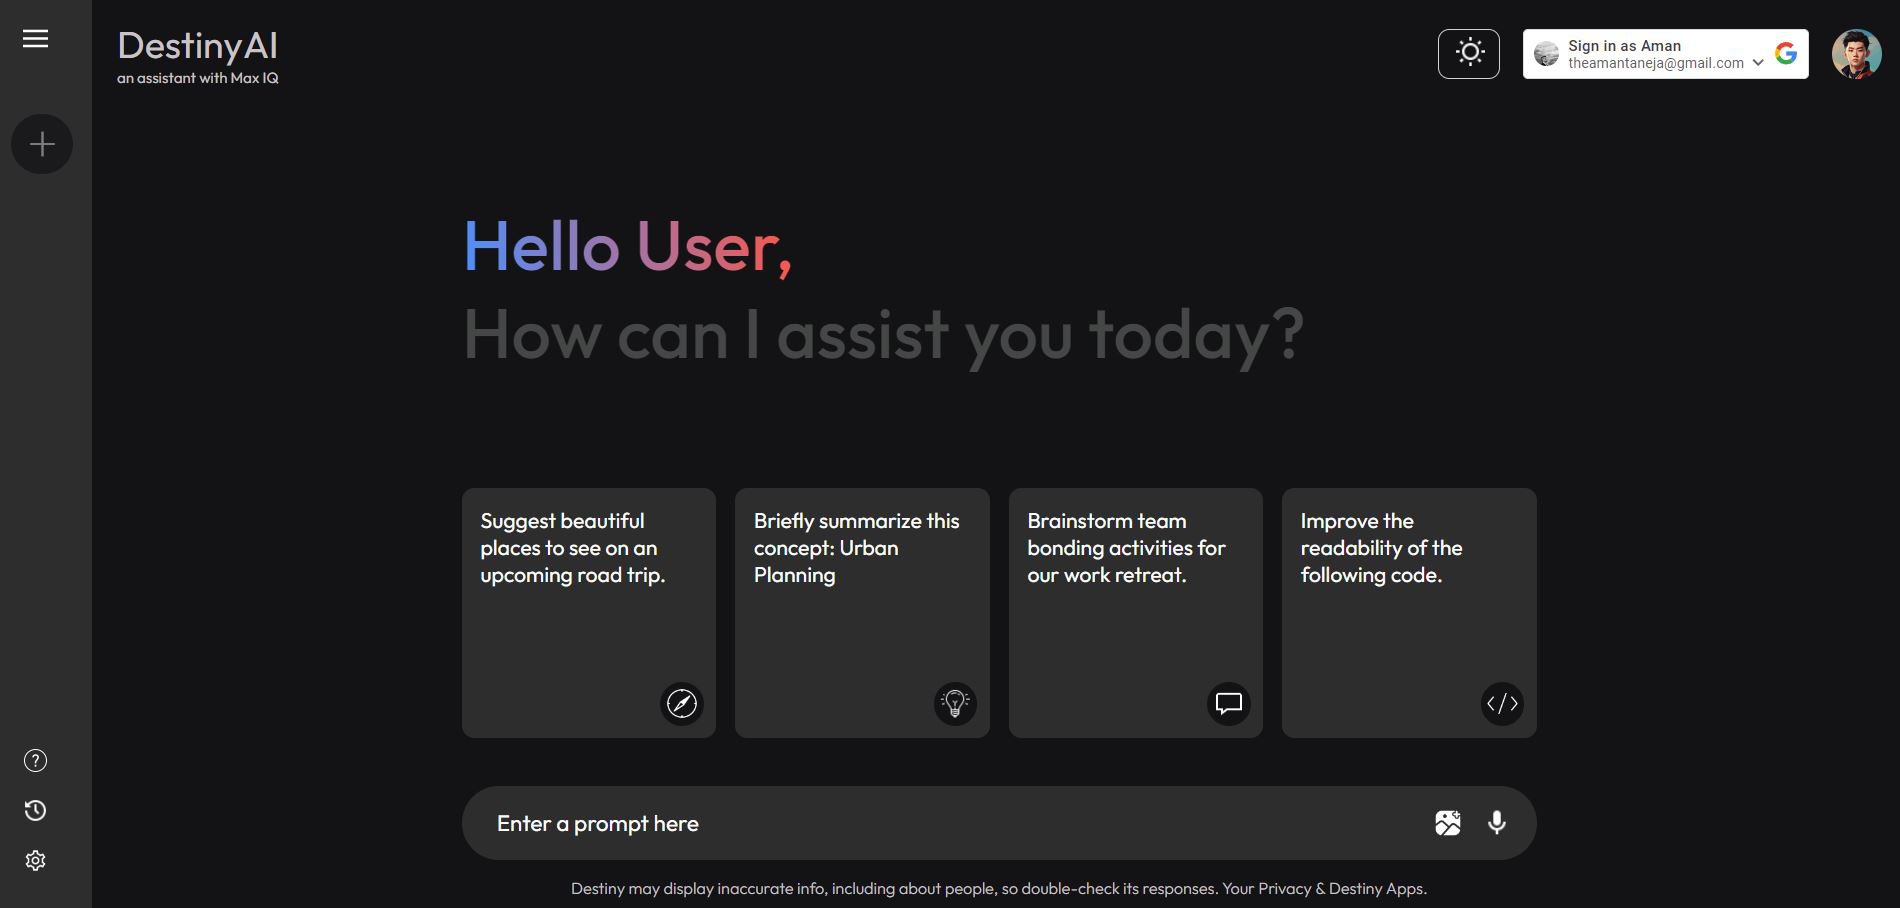 DestinyAI
an assistant with Max IQ
Sign in as Aman
theamantaneja@gmail.com
Hello User,
How can I assist you today?
Suggest beautiful
places to see on an
upcoming road trip.
Briefly summarize this
concept: Urban
Planning
Brainstorm team
bonding activities for
our work retreat.
Improve the
readability of the
following code.
Enter a prompt here
Destiny may display inaccurate info, including about people, so double-check its responses. Your Privacy & Destiny Apps.